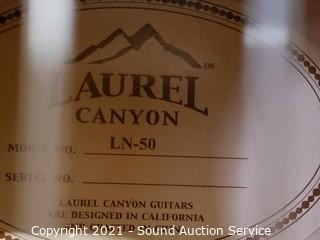 LAUREL™
CANYON
MODEL NO. LN-50
SERIAL NO.
LAUREL CANYON GUITARS
ARE DESIGNED IN CALIFORNIA
Copyright 2021 - Sound Auction Service